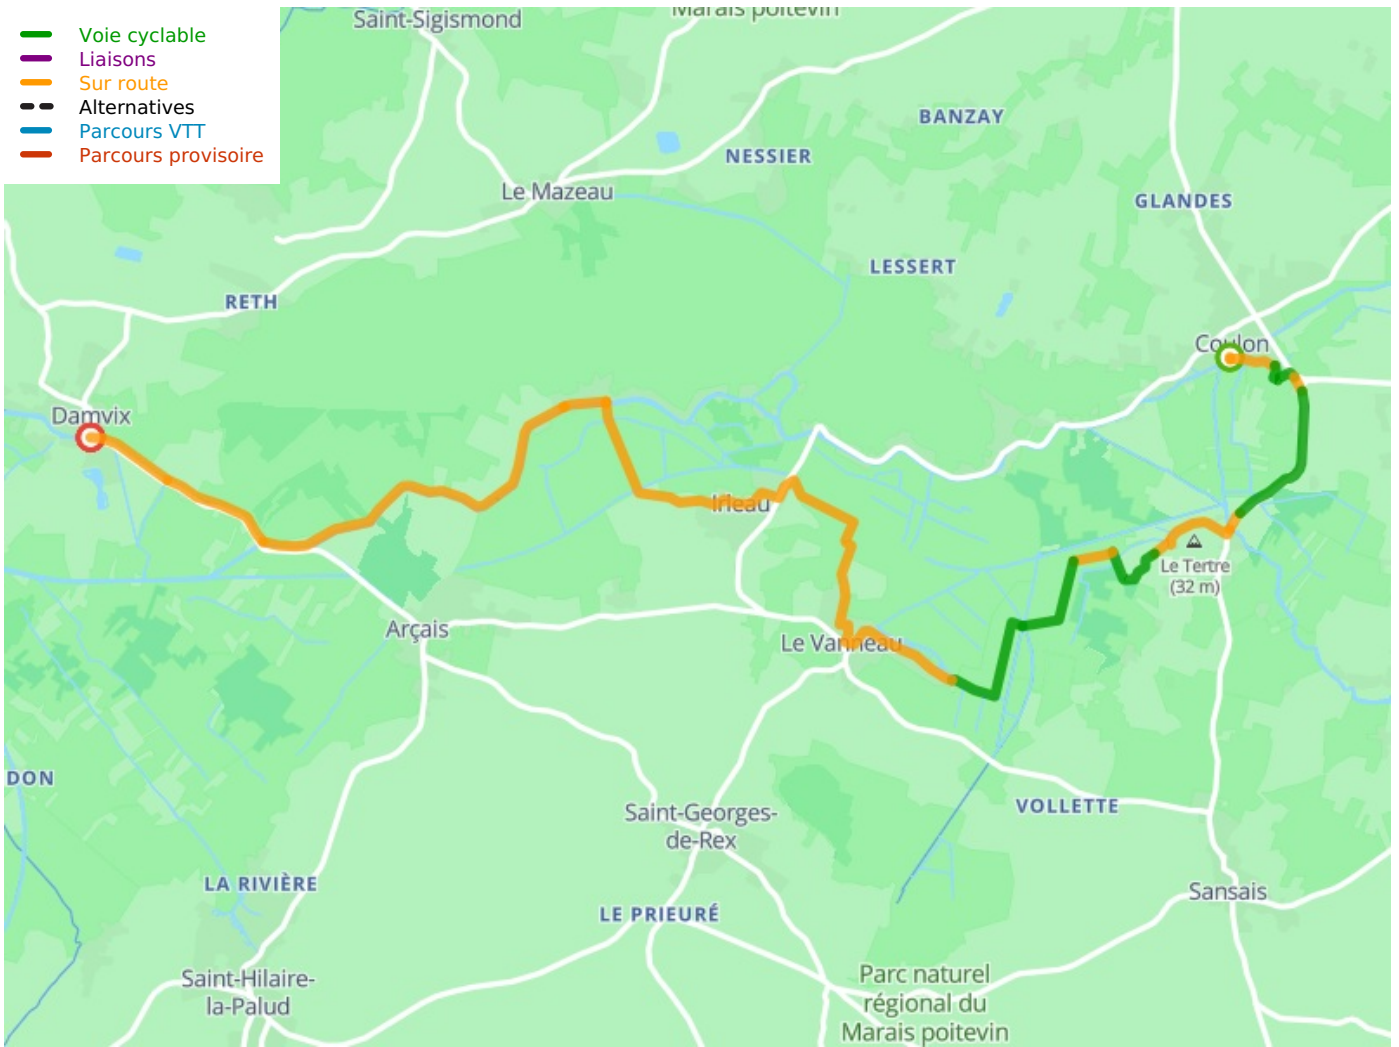 Voie cyclable
Liaisons
Sur route
Alternatives
Parcours VTT
Parcours provisoire
Saint-Sigismond
Marais poitevin
BANZAY
NESSIER
Le Mazeau
GLANDES
LESSERT
RETH
Coulon
Damvix
Irleau
Le Tertre
(32 m)
Arçais
Le Vanneau
DON
VOLLETTE
Saint-Georges-
de-Rex
LA RIVIÈRE
Sansais
LE PRIEURÉ
Saint-Hilaire-
la-Palud
Parc naturel
régional du
Marais poitevin